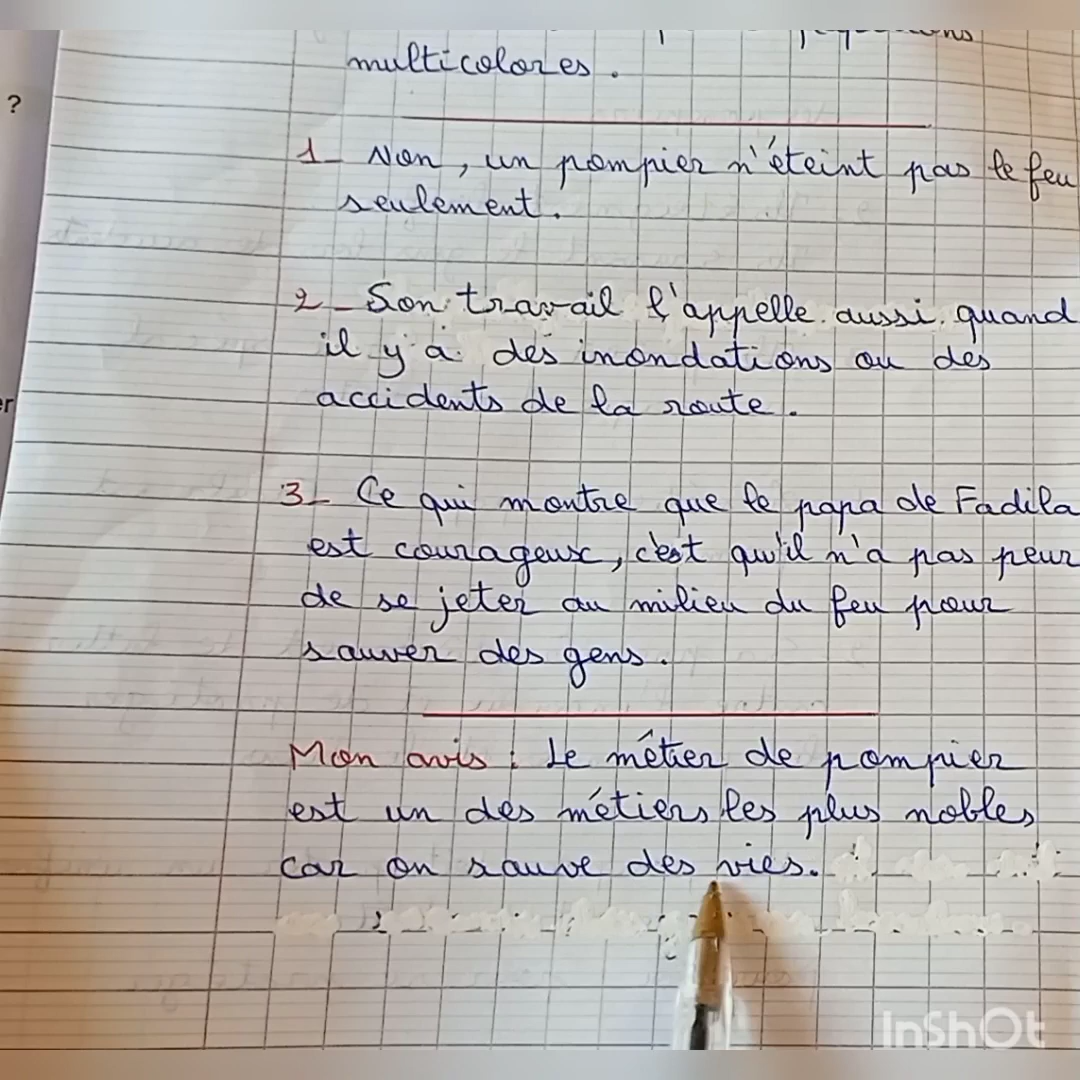 multicolores.
?
1_ Non, un pompier n'éteint pas le feu
seulement.
2_ Son travail l'appelle aussi quand
il y'a des inondations ou des
accidents de la route.
er
3_ Ce qui montre que le papa de Fadila
est courageux, c'est qu'il n'a pas peur
de se jeter au milieu du feu pour
sauver des gens.
Mon avis : Le métier de pompier
est un des métiers les plus nobles
car on sauve des vies.
InShOt